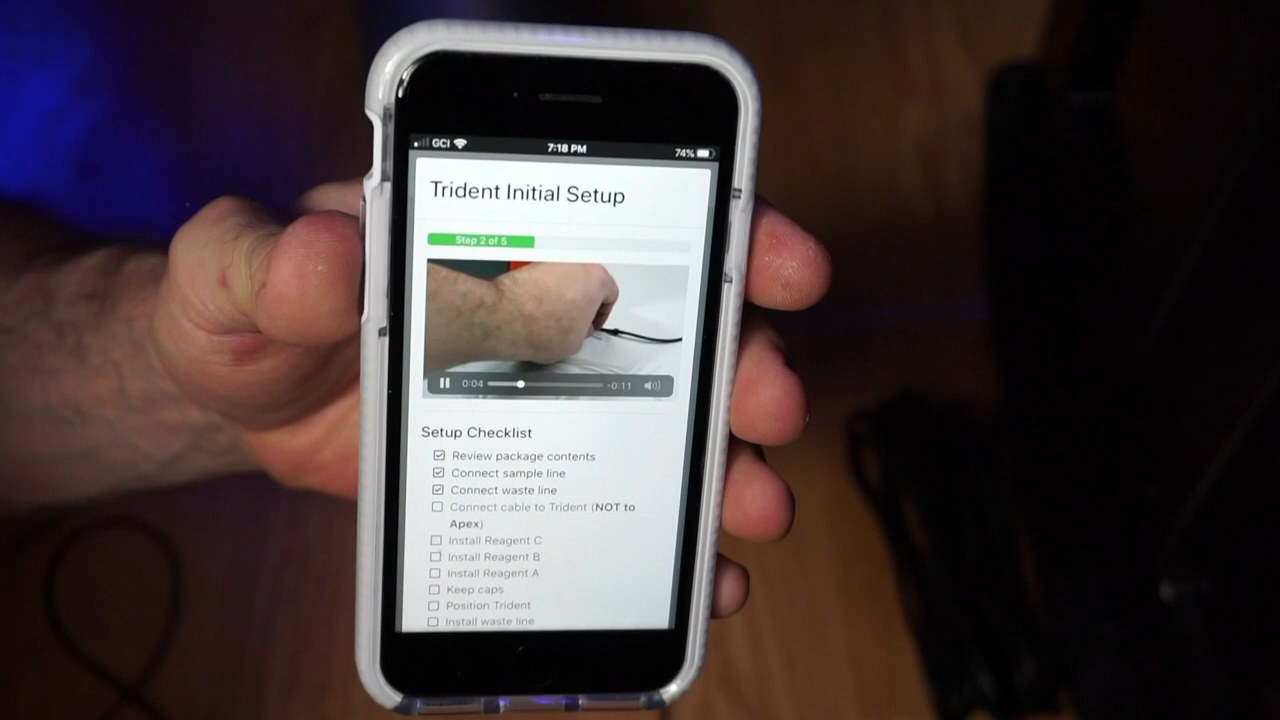 GCI 7:18 PM 74%
Trident Initial Setup
Step 2 of 5
0:04 -0:11
Setup Checklist
Review package contents
Connect sample line
Connect waste line
Connect cable to Trident (NOT to
Apex)
Install Reagent C
Install Reagent B
Install Reagent A
Keep caps
Position Trident
Install waste line